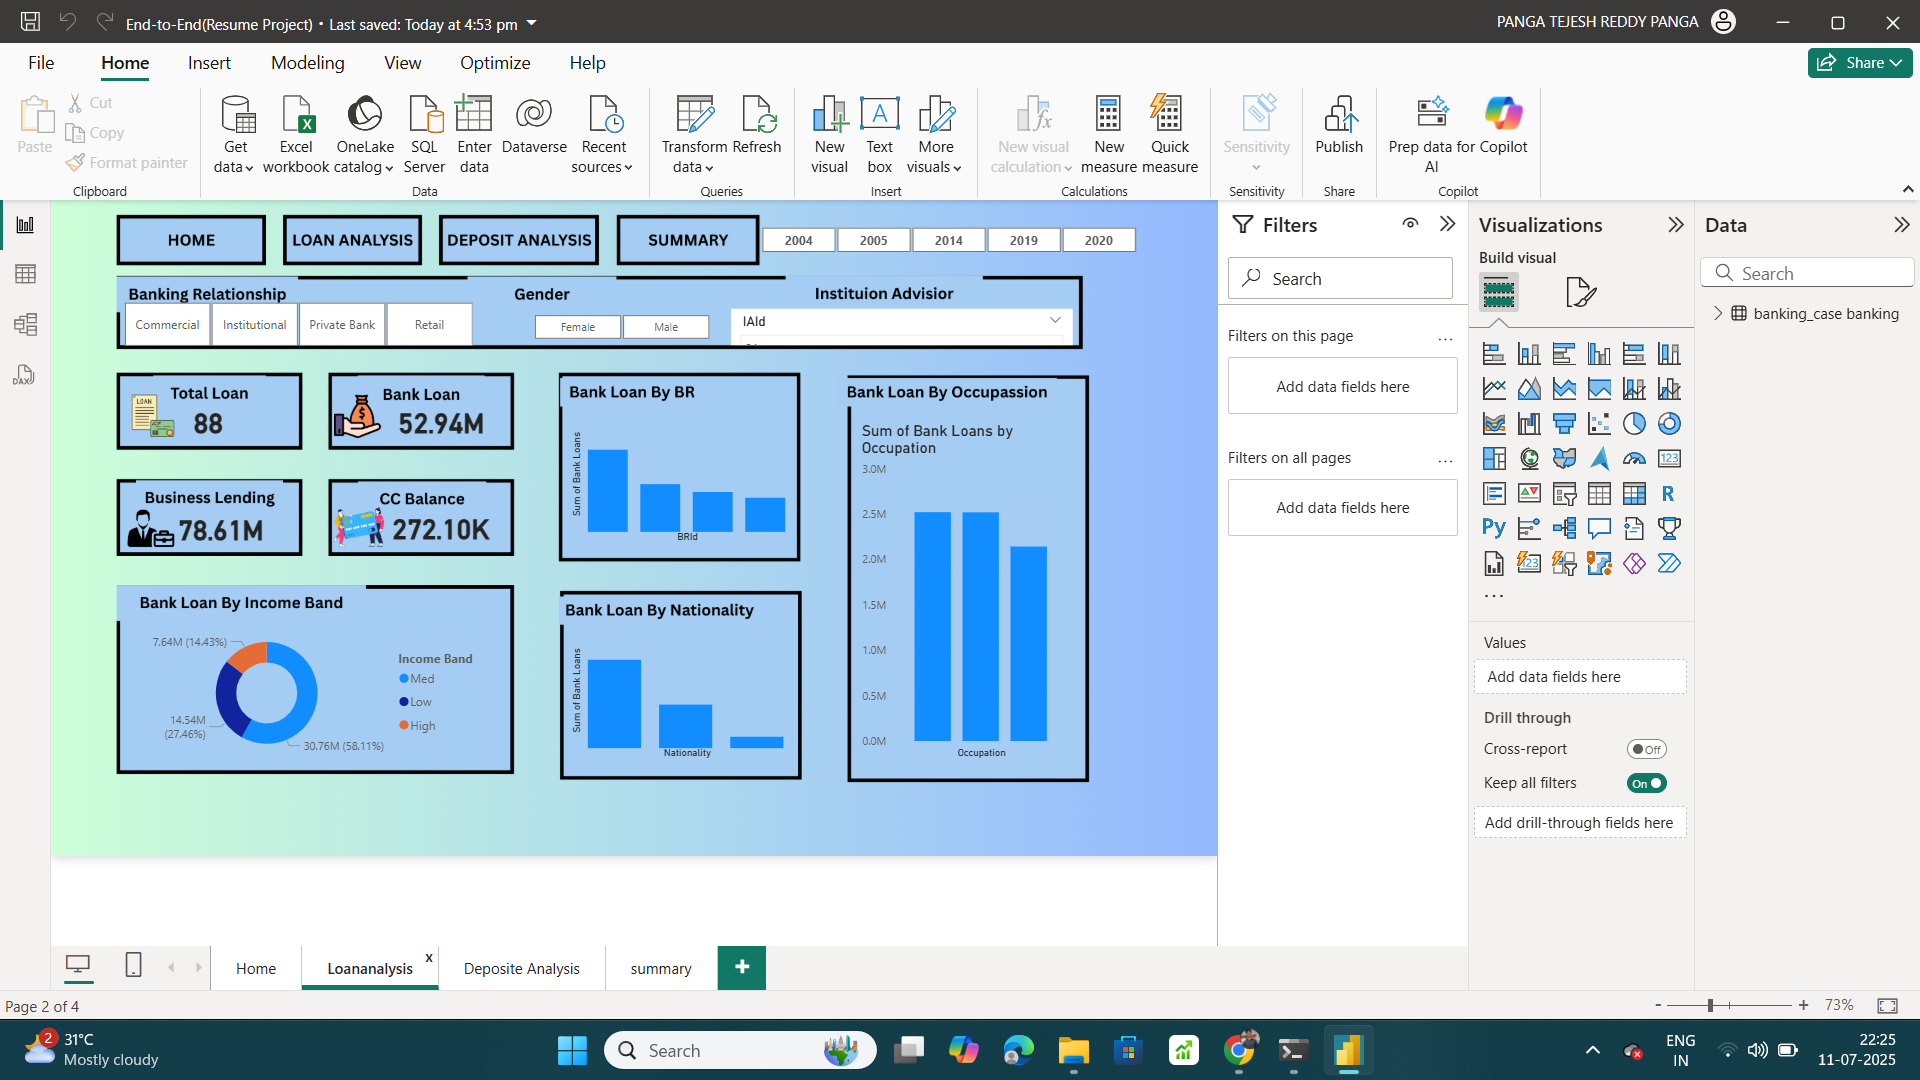 End-to-End(Resume Project) • Last saved: Today at 4:53 pm
PANGA TEJESH REDDY PANGA
File Home Insert Modeling View Optimize Help
Share
Paste
Cut
Copy
Format painter
Clipboard
Get data
Excel workbook
OneLake catalog
SQL Server
Enter data
Dataverse
Recent sources
Data
Transform data
Refresh
Queries
New visual
Text box
More visuals
Insert
New visual calculation
New measure
Quick measure
Calculations
Sensitivity
Sensitivity
Publish
Share
Prep data for AI
Copilot
Copilot
HOME
LOAN ANALYSIS
DEPOSIT ANALYSIS
SUMMARY
2004 2005 2014 2019 2020
Banking Relationship
Commercial Institutional Private Bank Retail
Gender
Female Male
Instituion Advisior
IAId
Total Loan
88
Bank Loan
52.94M
Business Lending
78.61M
CC Balance
272.10K
Bank Loan By BR
Sum of Bank Loans
BRId
Bank Loan By Occupassion
Sum of Bank Loans by
Occupation
3.0M
2.5M
2.0M
1.5M
1.0M
0.5M
0.0M
Occupation
Bank Loan By Income Band
7.64M (14.43%)
14.54M
(27.46%)
30.76M (58.11%)
Income Band
Med
Low
High
Bank Loan By Nationality
Sum of Bank Loans
Nationality
Filters
Search
Filters on this page
Add data fields here
Filters on all pages
Add data fields here
Visualizations
Build visual
123
R
Py
123
Values
Add data fields here
Drill through
Cross-report
Off
Keep all filters
On
Add drill-through fields here
Data
Search
banking_case banking
DAX
Home
Loananalysis
x
Deposite Analysis
summary
+
Page 2 of 4
- + 73%
2
31°C
Mostly cloudy
Search
ENG
IN
22:25
11-07-2025